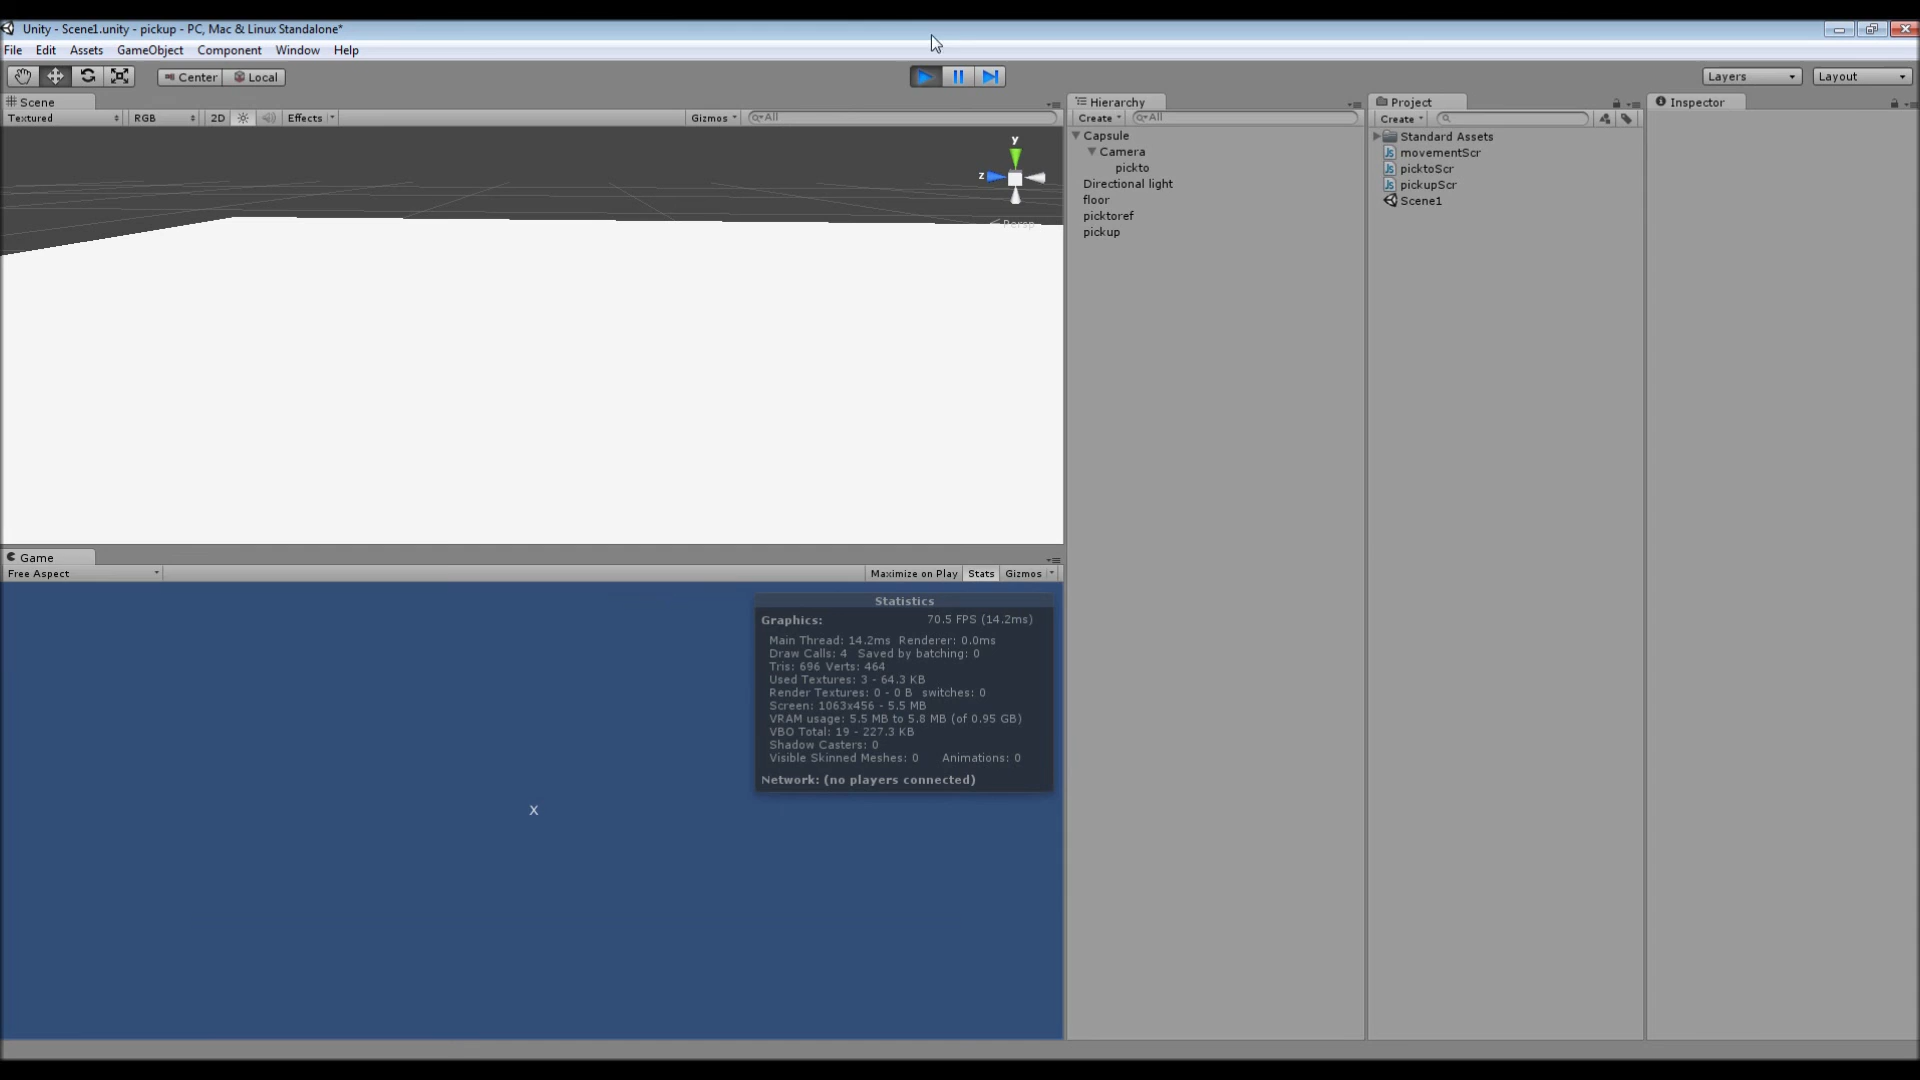 Unity - Scene1.unity - pickup - PC, Mac & Linux Standalone*
File Edit Assets GameObject Component Window Help
Center Local Layers Layout
Scene
Textured RGB 2D Effects Gizmos All
y
z
Persp
Hierarchy
Create All
Capsule
Camera
pickto
Directional light
floor
picktoref
pickup
Project
Create
Standard Assets
movementScr
picktoScr
pickupScr
Scene1
Inspector
Game
Free Aspect Maximize on Play Stats Gizmos
Statistics
Graphics: 70.5 FPS (14.2ms)
Main Thread: 14.2ms Renderer: 0.0ms
Draw Calls: 4 Saved by batching: 0
Tris: 696 Verts: 464
Used Textures: 3 - 64.3 KB
Render Textures: 0 - 0 B switches: 0
Screen: 1063x456 - 5.5 MB
VRAM usage: 5.5 MB to 5.8 MB (of 0.95 GB)
VBO Total: 19 - 227.3 KB
Shadow Casters: 0
Visible Skinned Meshes: 0 Animations: 0
Network: (no players connected)
X